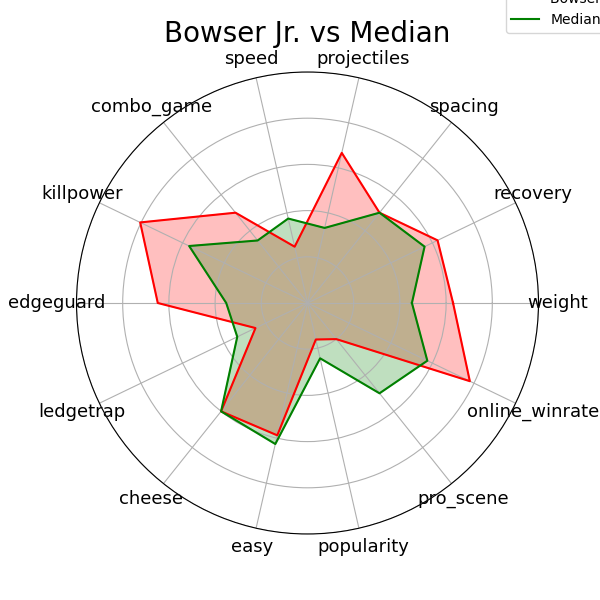 Bowser
Median
Bowser Jr. vs Median
speed
projectiles
combo_game
spacing
killpower
recovery
edgeguard
weight
ledgetrap
online_winrate
cheese
pro_scene
easy
popularity